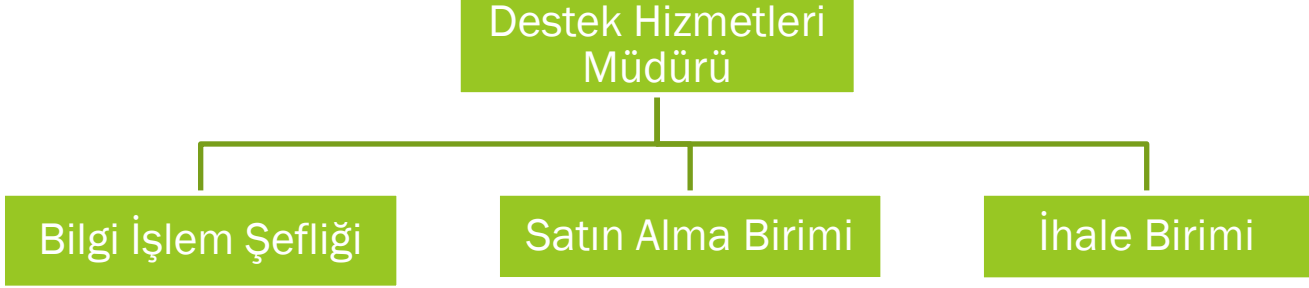 Destek Hizmetleri
Müdürü
Bilgi İşlem Şefliği
Satın Alma Birimi
İhale Birimi